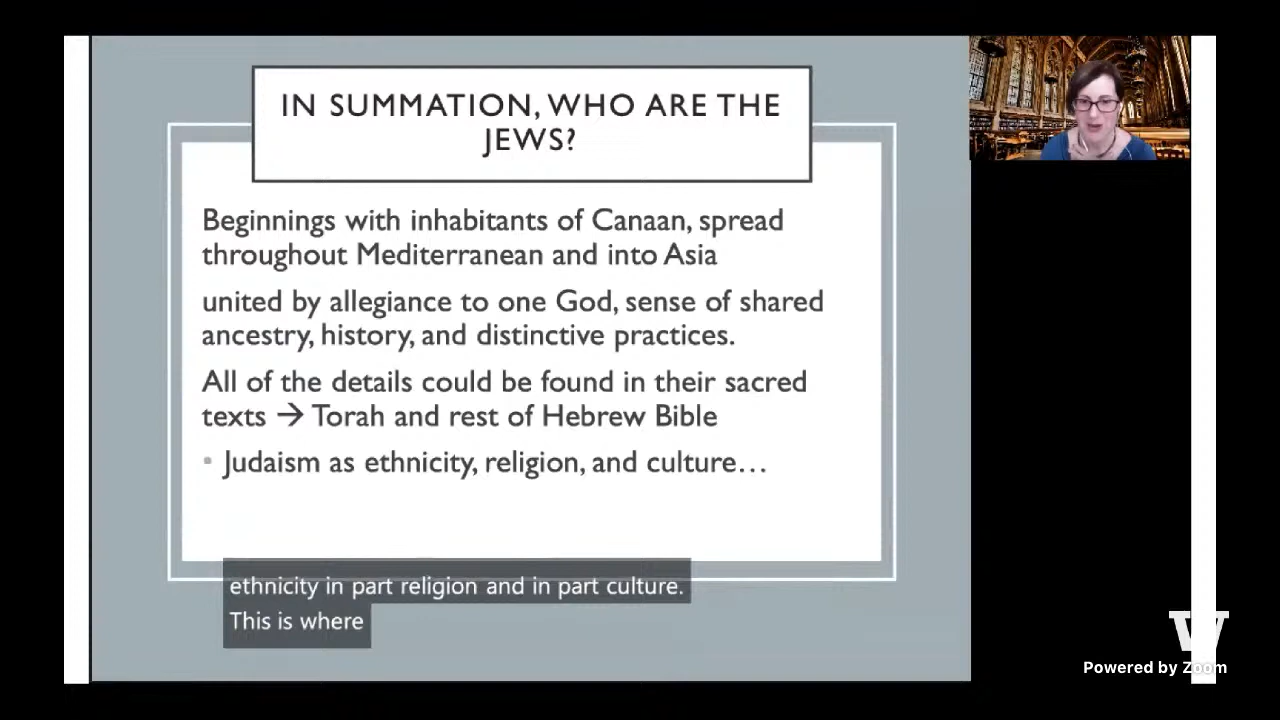 IN SUMMATION, WHO ARE THE
JEWS?
Beginnings with inhabitants of Canaan, spread
throughout Mediterranean and into Asia
united by allegiance to one God, sense of shared
ancestry, history, and distinctive practices.
All of the details could be found in their sacred
texts → Torah and rest of Hebrew Bible
• Judaism as ethnicity, religion, and culture…
ethnicity in part religion and in part culture.
This is where
W
Powered by Zoom